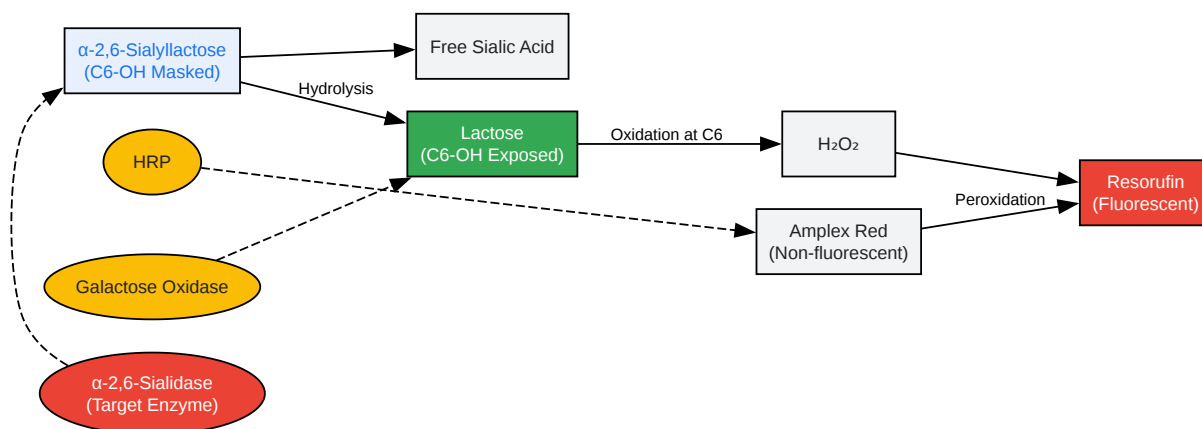 α-2,6-Sialyllactose
(C6-OH Masked)
Free Sialic Acid
Hydrolysis
HRP
Lactose
(C6-OH Exposed)
Oxidation at C6
H₂O₂
Resorufin
(Fluorescent)
Peroxidation
Amplex Red
(Non-fluorescent)
Galactose Oxidase
α-2,6-Sialidase
(Target Enzyme)